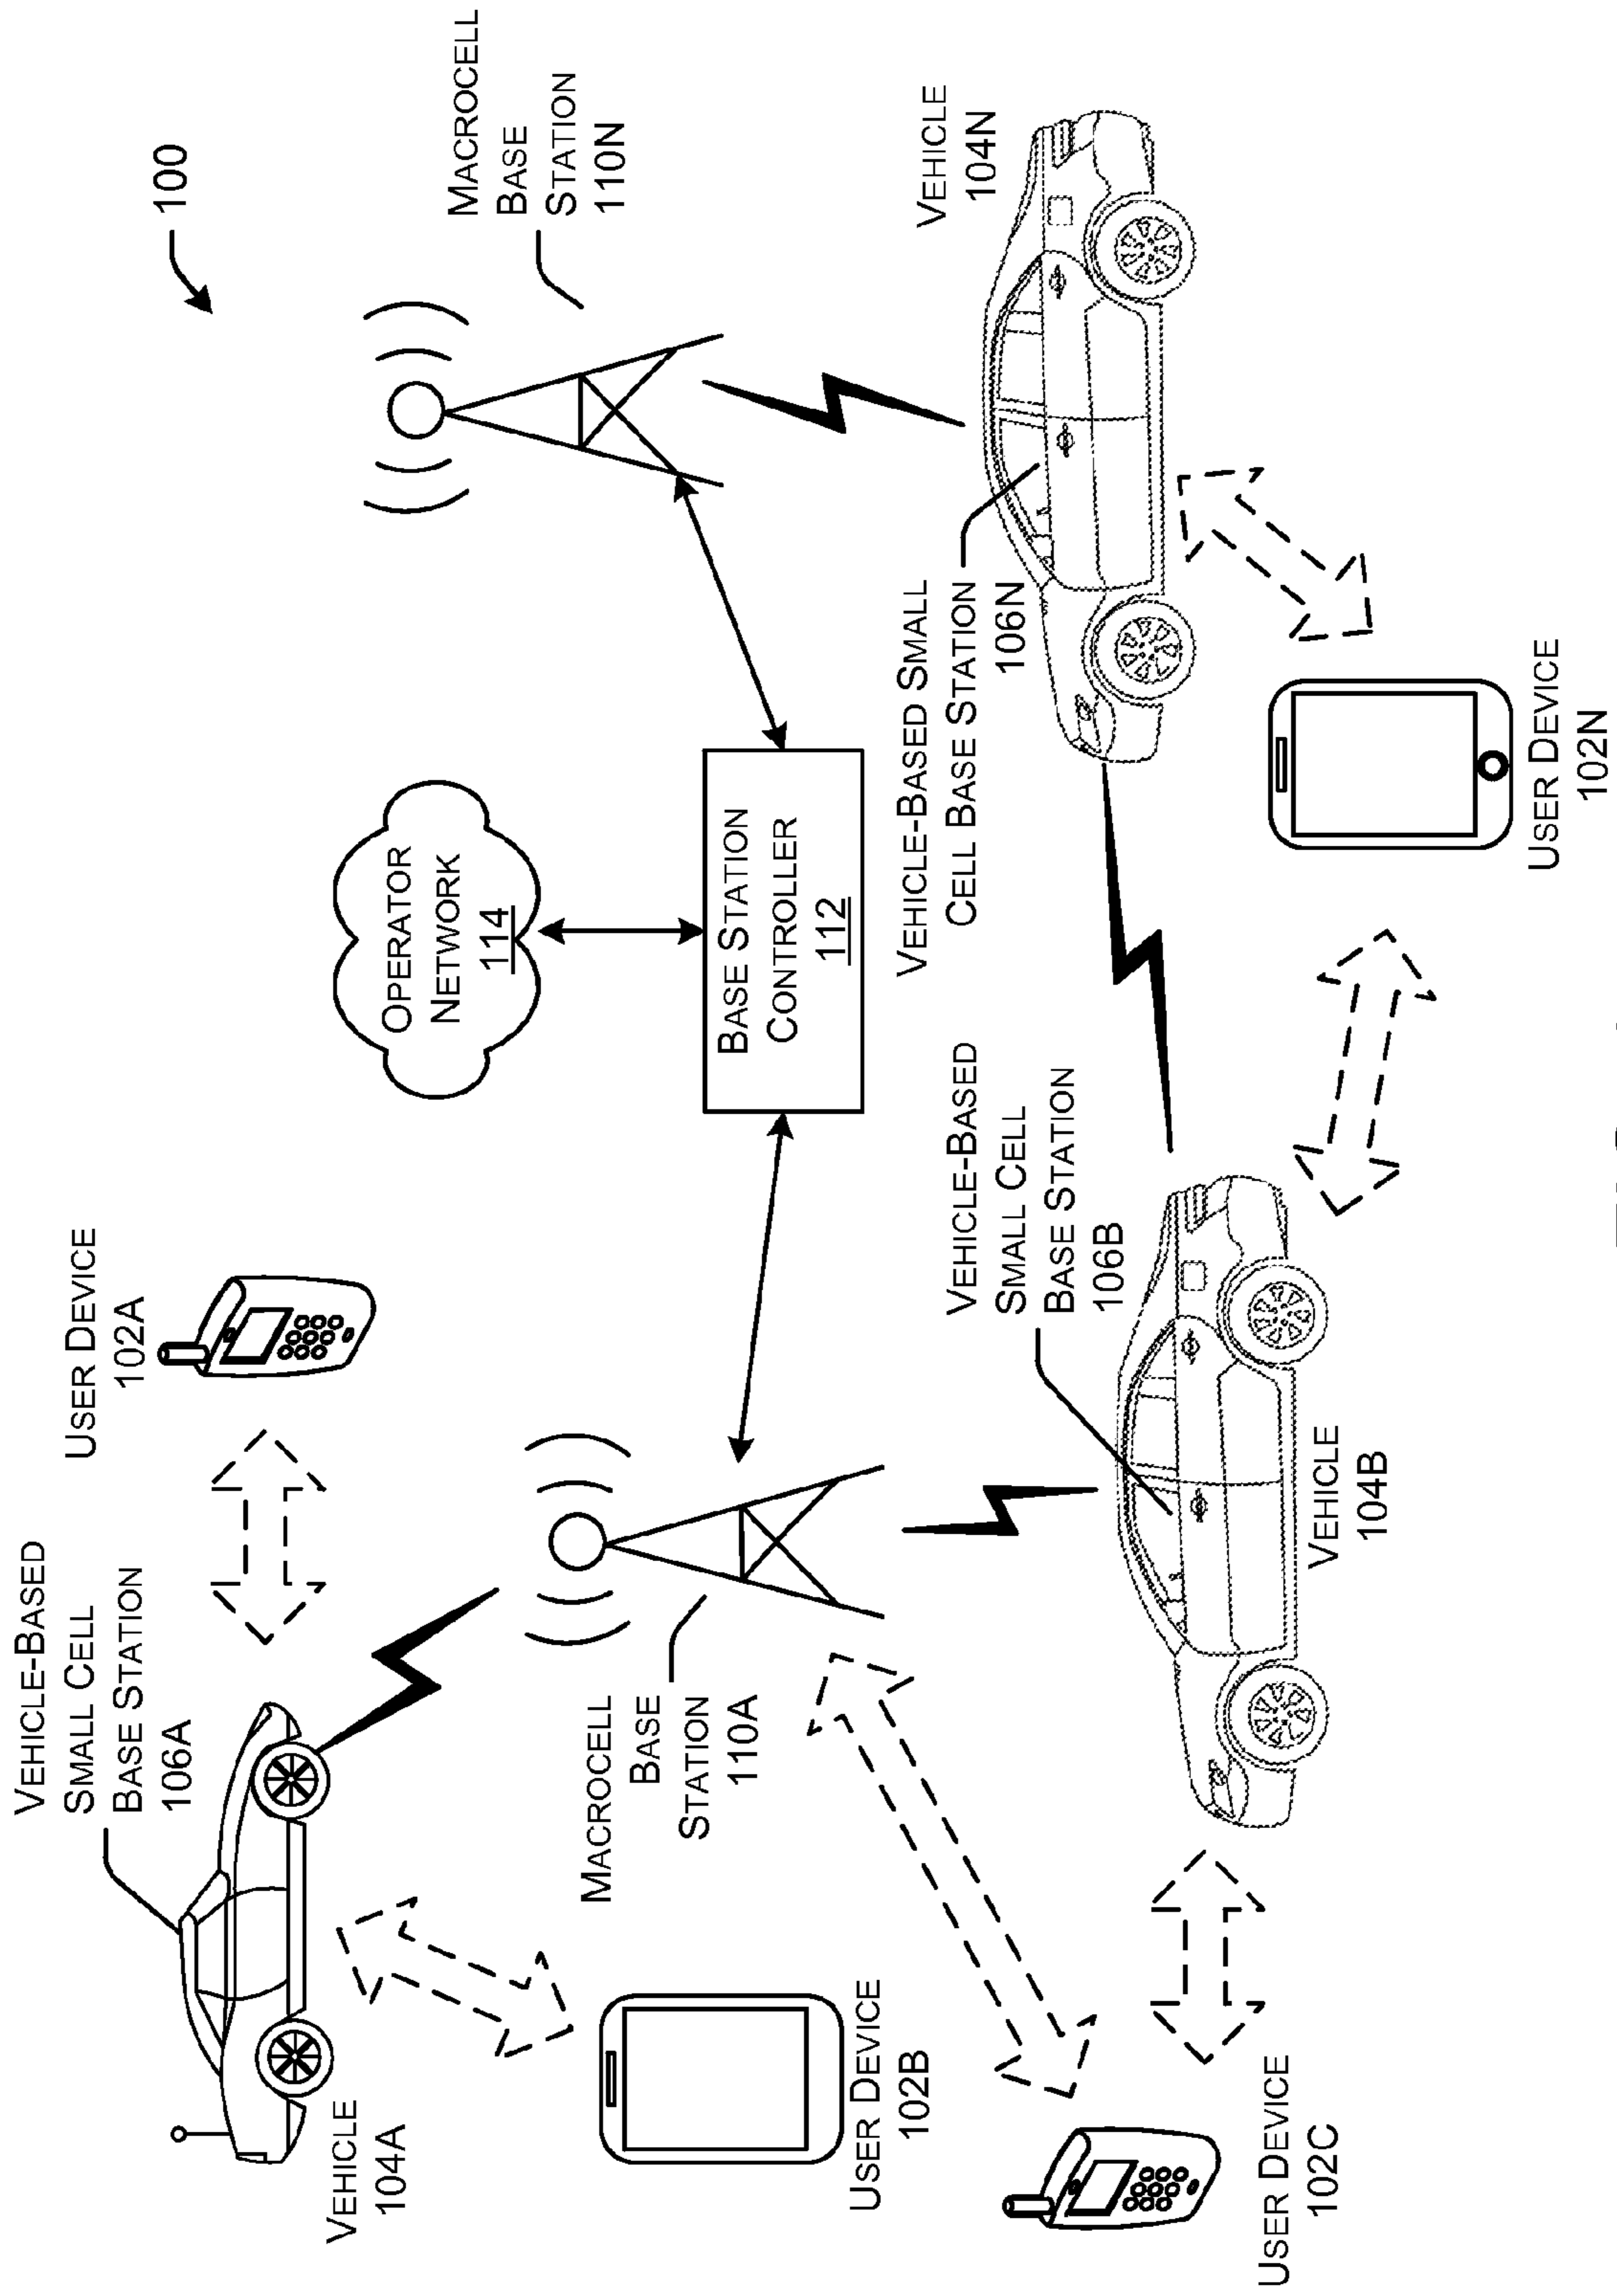 100
VEHICLE-BASED
SMALL CELL
BASE STATION
106A
USER DEVICE
102A
VEHICLE
104A
OPERATOR
NETWORK
114
MACROCELL
BASE
STATION
110N
MACROCELL
BASE
STATION
110A
BASE STATION
CONTROLLER
112
USER DEVICE
102B
VEHICLE-BASED SMALL
CELL BASE STATION
106N
VEHICLE
104N
VEHICLE-BASED
SMALL CELL
BASE STATION
106B
USER DEVICE
102C
VEHICLE
104B
USER DEVICE
102N